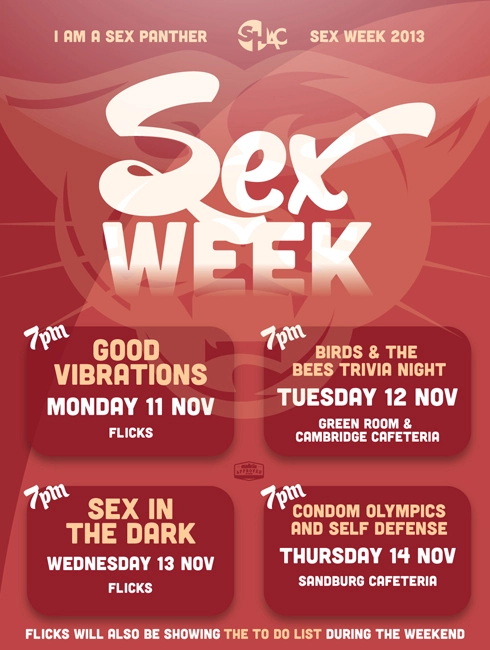 I AM A SEX PANTHER
SHAC
SEX WEEK 2013
Sex
WEEK
7pm
GOOD
VIBRATIONS
MONDAY 11 NOV
FLICKS
7pm
BIRDS & THE
BEES TRIVIA NIGHT
TUESDAY 12 NOV
GREEN ROOM &
CAMBRIDGE CAFETERIA
7pm
SEX IN
THE DARK
WEDNESDAY 13 NOV
FLICKS
7pm
CONDOM OLYMPICS
AND SELF DEFENSE
THURSDAY 14 NOV
SANDBURG CAFETERIA
FLICKS WILL ALSO BE SHOWING THE TO DO LIST DURING THE WEEKEND